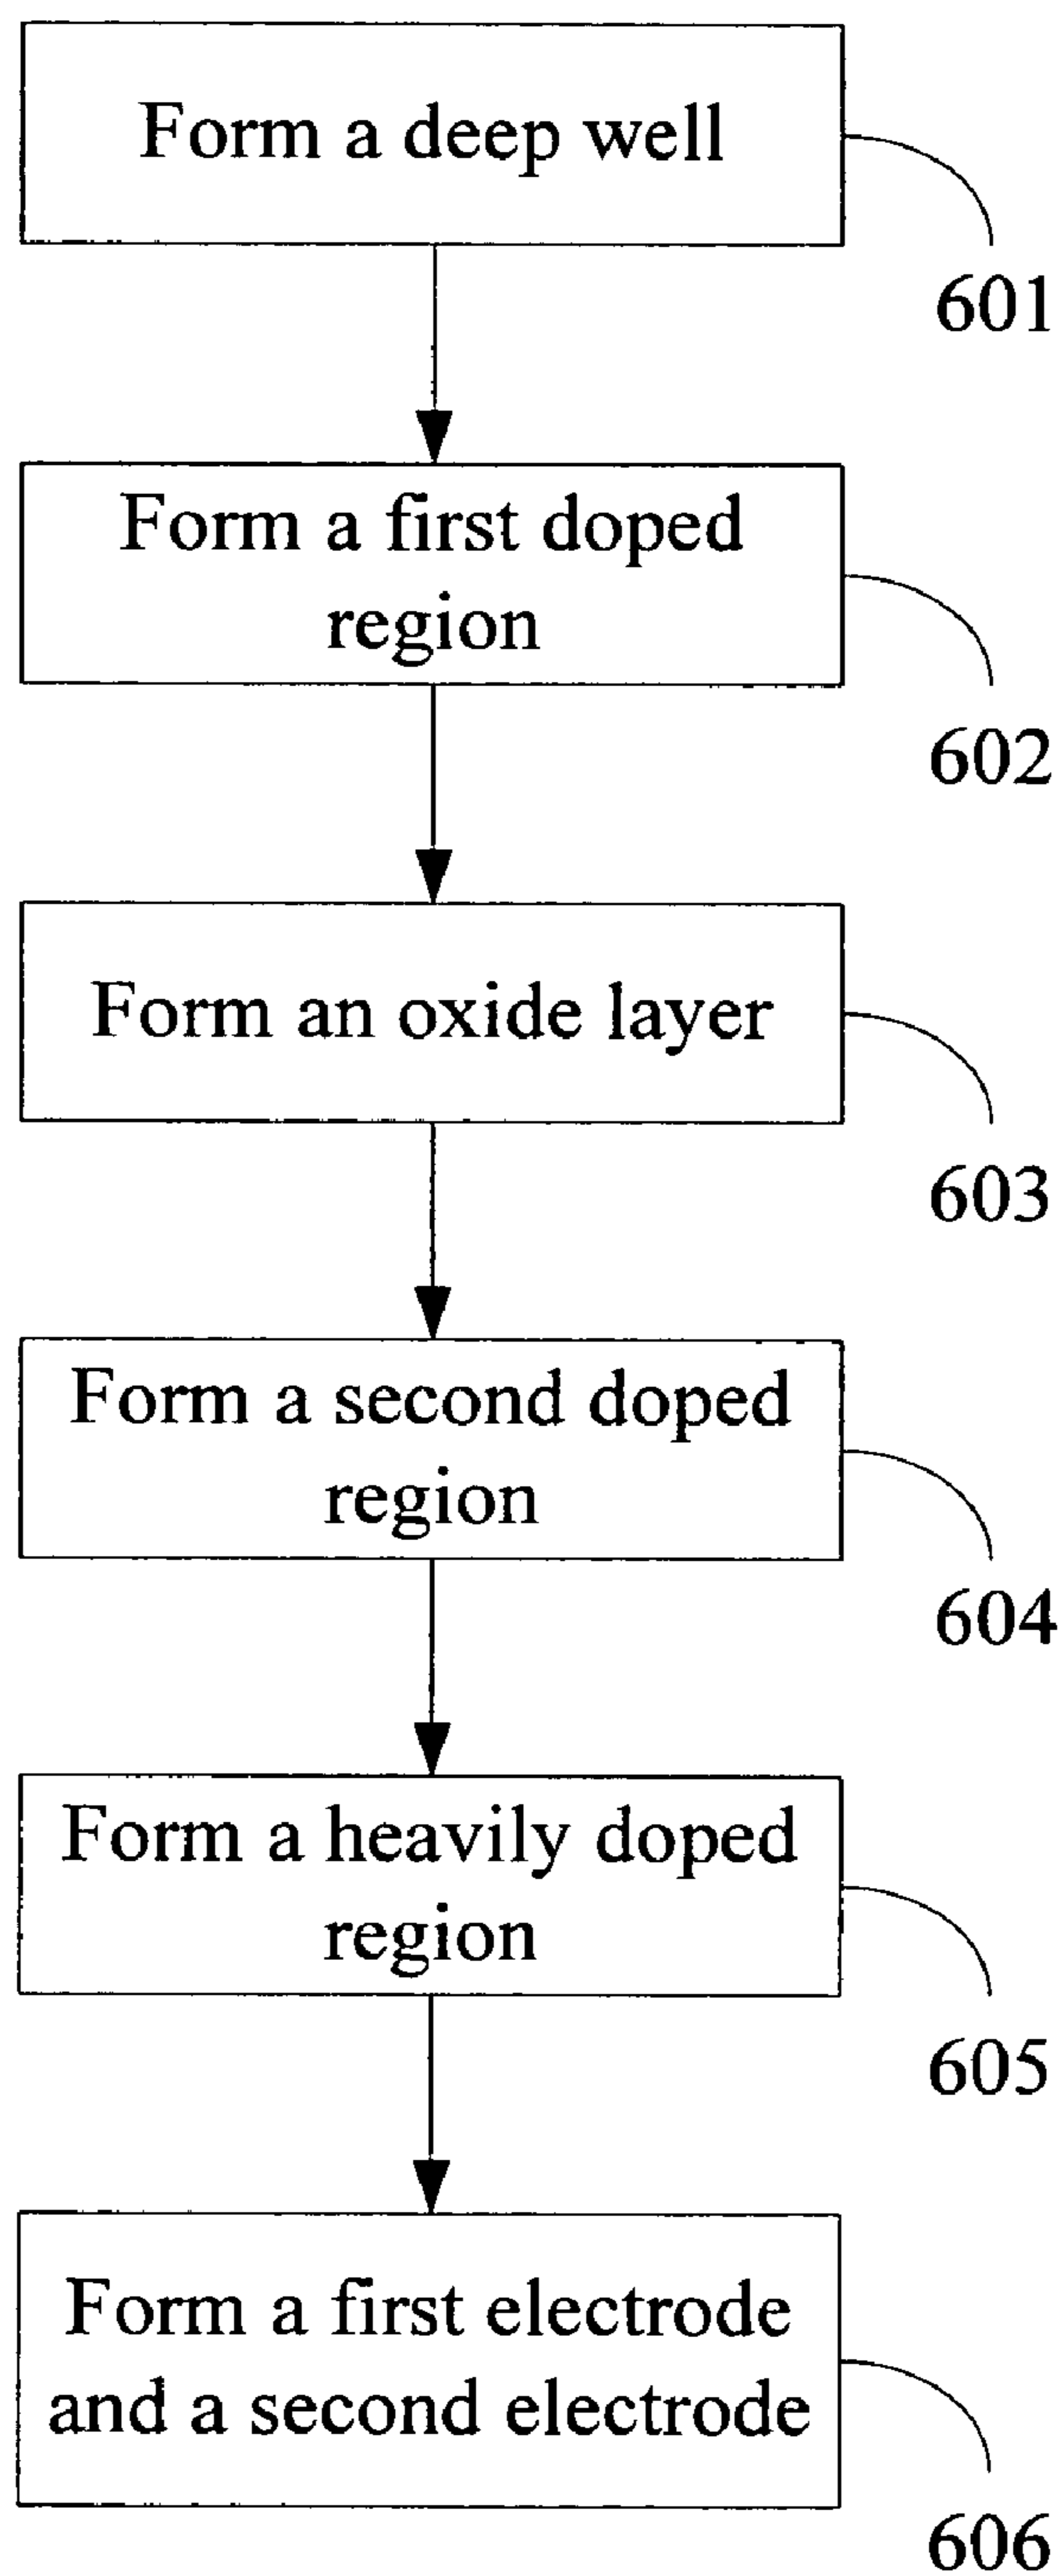 Form a deep well
601
Form a first doped
region
602
Form an oxide layer
603
Form a second doped
region
604
Form a heavily doped
region
605
Form a first electrode
and a second electrode
606